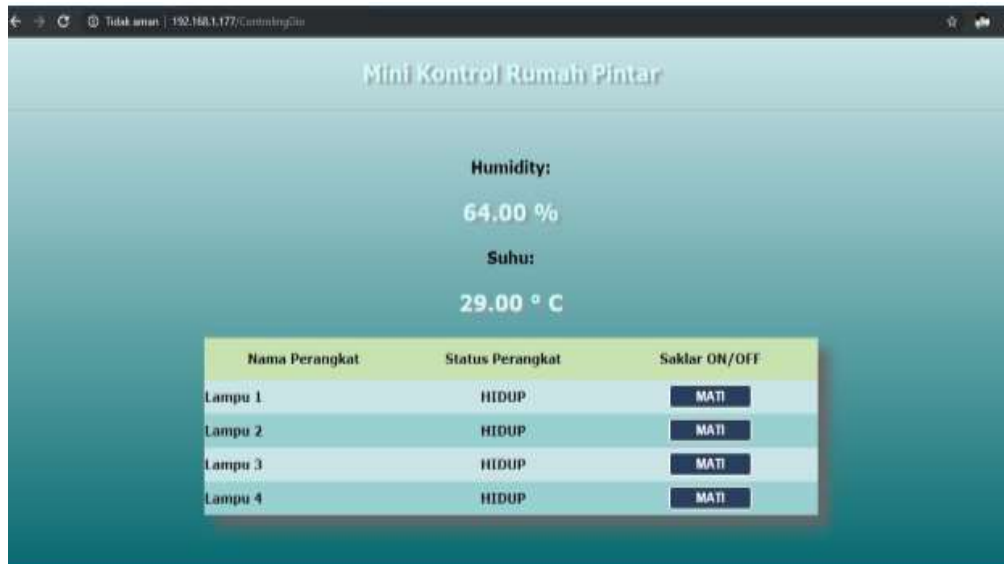 Tidak aman | 192.168.1.177/
Mini Kontrol Rumah Pintar
Humidity:
64.00 %
Suhu:
29.00 ° C
Nama Perangkat Status Perangkat Saklar ON/OFF
Lampu 1 HIDUP MATI
Lampu 2 HIDUP MATI
Lampu 3 HIDUP MATI
Lampu 4 HIDUP MATI